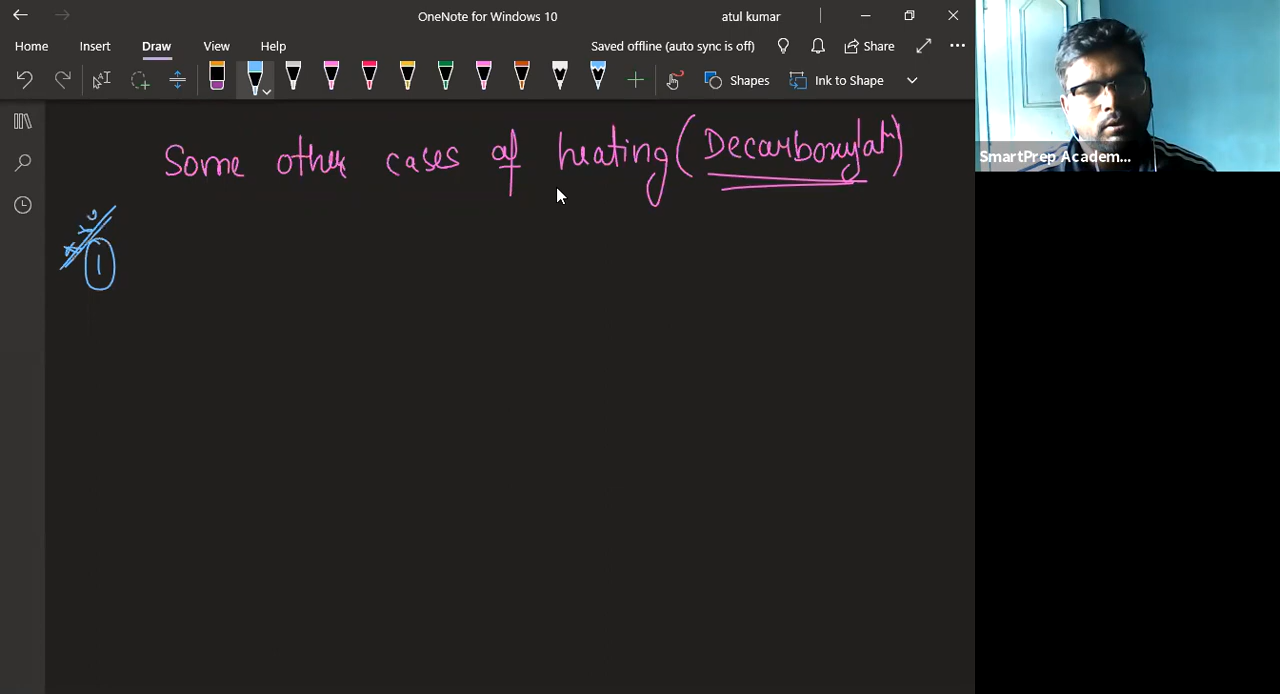 OneNote for Windows 10
atul kumar
Home Insert Draw View Help
Saved offline (auto sync is off)
Share
Shapes
Ink to Shape
Some other cases of heating (Decarboxylatn)
1
SmartPrep Academ...